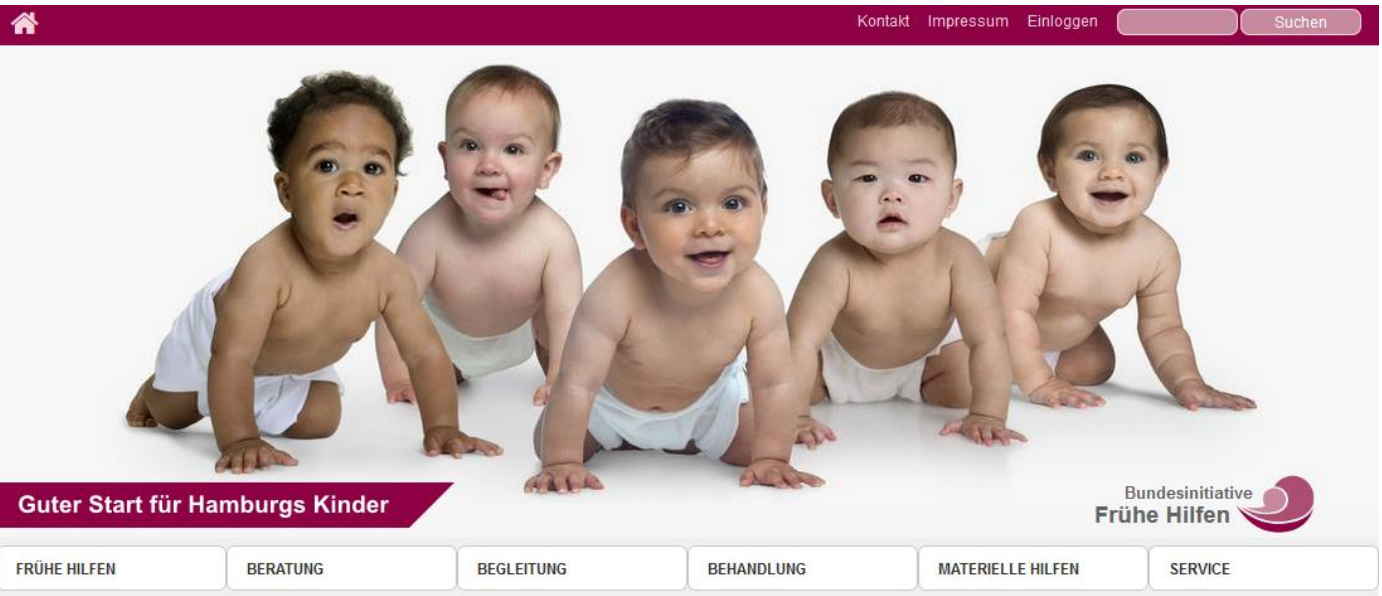 Kontakt Impressum Einloggen Suchen
Guter Start für Hamburgs Kinder
Bundesinitiative
Frühe Hilfen
FRÜHE HILFEN BERATUNG BEGLEITUNG BEHANDLUNG MATERIELLE HILFEN SERVICE